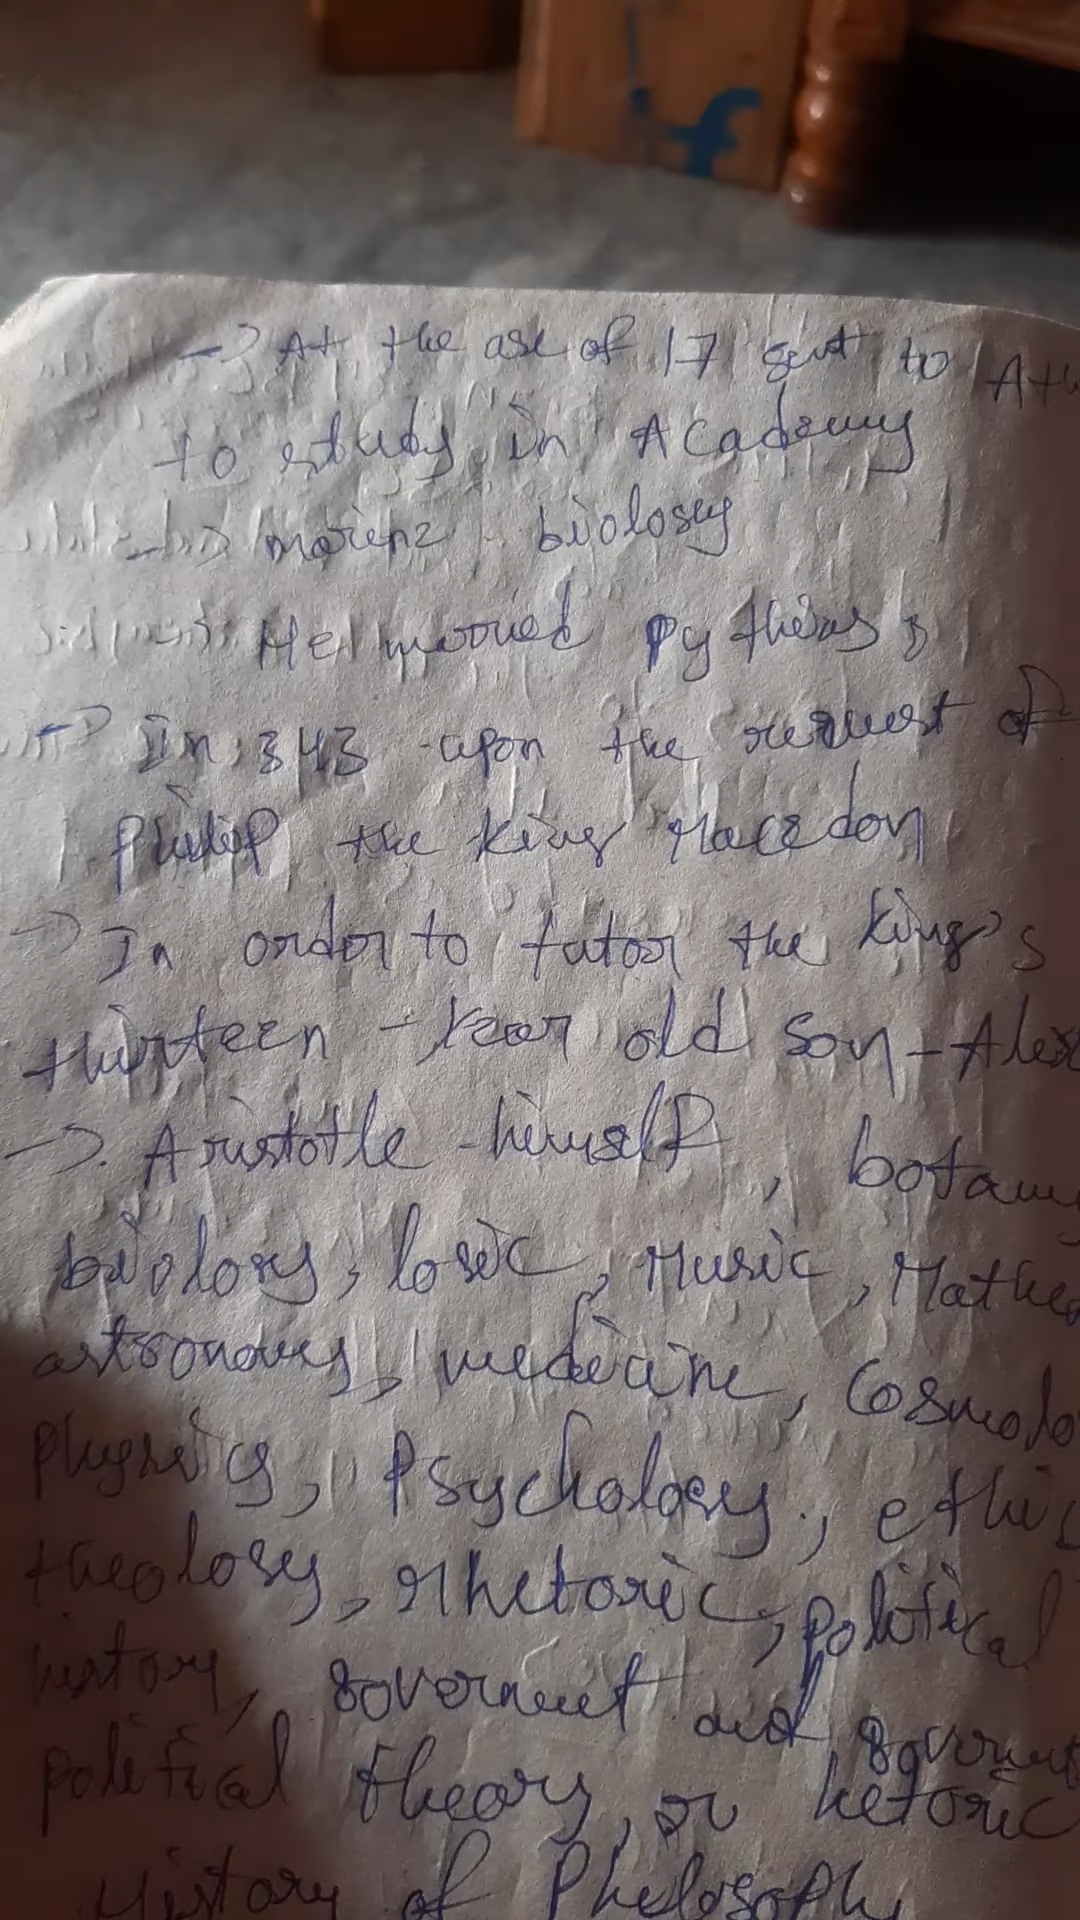 f
→ At the age of 17 sent to Ath
to study in Academy
→ marine biology
→ He married Pythias
→ In 343 upon the request of
Philip the king Macedon
→ In order to tutor the king's
thirteen-year old son-Alex
→ Aristotle himself, botany
biology, logic, Music, Mathe
astronomy, medicine, Cosmolo
physics, Psychology, ethic
theology, rhetoric, political
history, government and governme
political theory, rhetoric
History of Philosophy